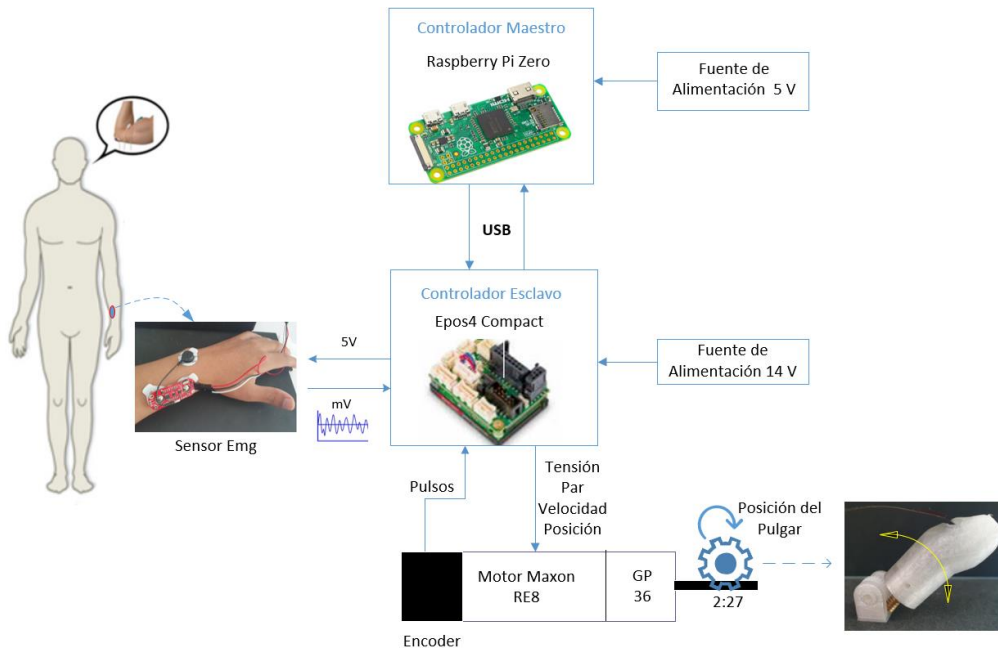 Controlador Maestro
Raspberry Pi Zero
Fuente de
Alimentación 5 V
USB
Controlador Esclavo
Epos4 Compact
Fuente de
Alimentación 14 V
5V
mV
Sensor Emg
Pulsos
Tensión
Par
Velocidad
Posición
Posición del
Pulgar
Motor Maxon
RE8
GP
36
2:27
Encoder